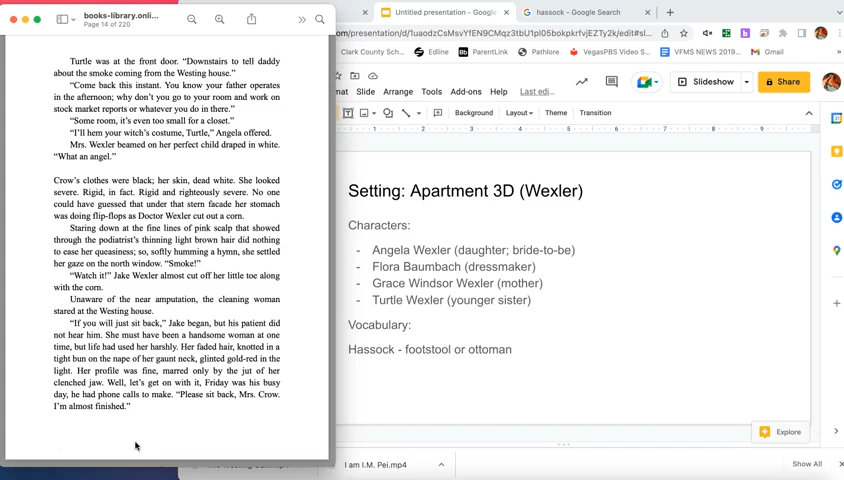 books-library.onli...
Page 14 of 220
Turtle was at the front door. “Downstairs to tell daddy
about the smoke coming from the Westing house.”
“Come back this instant. You know your father operates
in the afternoon; why don’t you go to your room and work on
stock market reports or whatever you do in there.”
“Some room, it’s even too small for a closet.”
“I’ll hem your witch’s costume, Turtle,” Angela offered.
Mrs. Wexler beamed on her perfect child draped in white.
“What an angel.”
Crow’s clothes were black; her skin, dead white. She looked
severe. Rigid, in fact. Rigid and righteously severe. No one
could have guessed that under that stern facade her stomach
was doing flip-flops as Doctor Wexler cut out a corn.
Staring down at the fine lines of pink scalp that showed
through the podiatrist’s thinning light brown hair did nothing
to ease her queasiness; so, softly humming a hymn, she settled
her gaze on the north window. “Smoke!”
“Watch it!” Jake Wexler almost cut off her little toe along
with the corn.
Unaware of the near amputation, the cleaning woman
stared at the Westing house.
“If you will just sit back,” Jake began, but his patient did
not hear him. She must have been a handsome woman at one
time, but life had used her harshly. Her faded hair, knotted in a
tight bun on the nape of her gaunt neck, glinted gold-red in the
light. Her profile was fine, marred only by the jut of her
clenched jaw. Well, let’s get on with it, Friday was his busy
day, he had phone calls to make. “Please sit back, Mrs. Crow.
I’m almost finished.”
Untitled presentation - Google
hassock - Google Search
Clark County Sch... Edline ParentLink Pathlore VegasPBS Video S... VFMS NEWS 2019-... Gmail
mat Slide Arrange Tools Add-ons Help Last edi...
Slideshow
Share
Background Layout Theme Transition
2 3 4 5 6 7 8 9
Setting: Apartment 3D (Wexler)
Characters:
- Angela Wexler (daughter; bride-to-be)
- Flora Baumbach (dressmaker)
- Grace Windsor Wexler (mother)
- Turtle Wexler (younger sister)
Vocabulary:
Hassock - footstool or ottoman
Explore
I am I.M. Pei.mp4
Show All